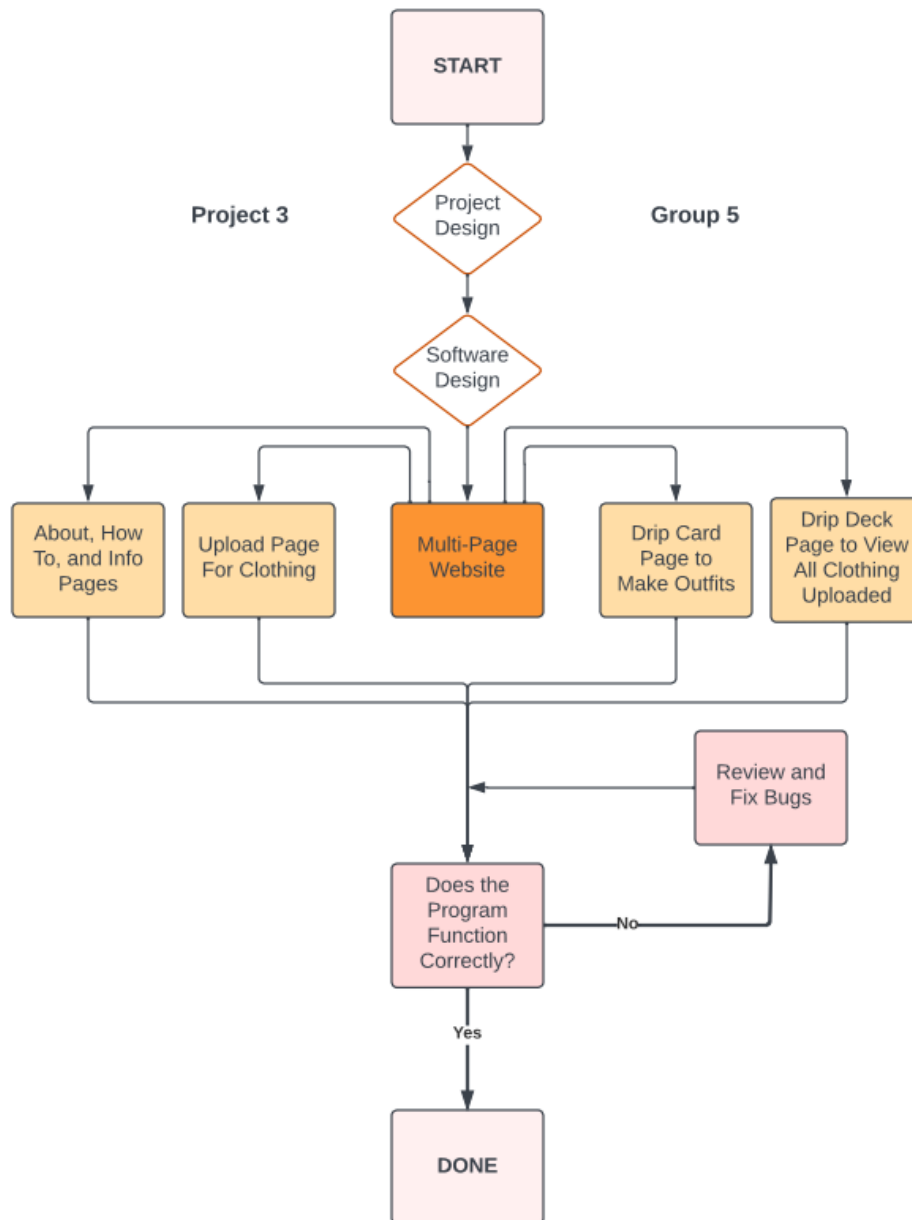 START
Project 3
Project
Design
Group 5
Software
Design
About, How
To, and Info
Pages
Upload Page
For Clothing
Multi-Page
Website
Drip Card
Page to
Make Outfits
Drip Deck
Page to View
All Clothing
Uploaded
Review and
Fix Bugs
Does the
Program
Function
Correctly?
No
Yes
DONE